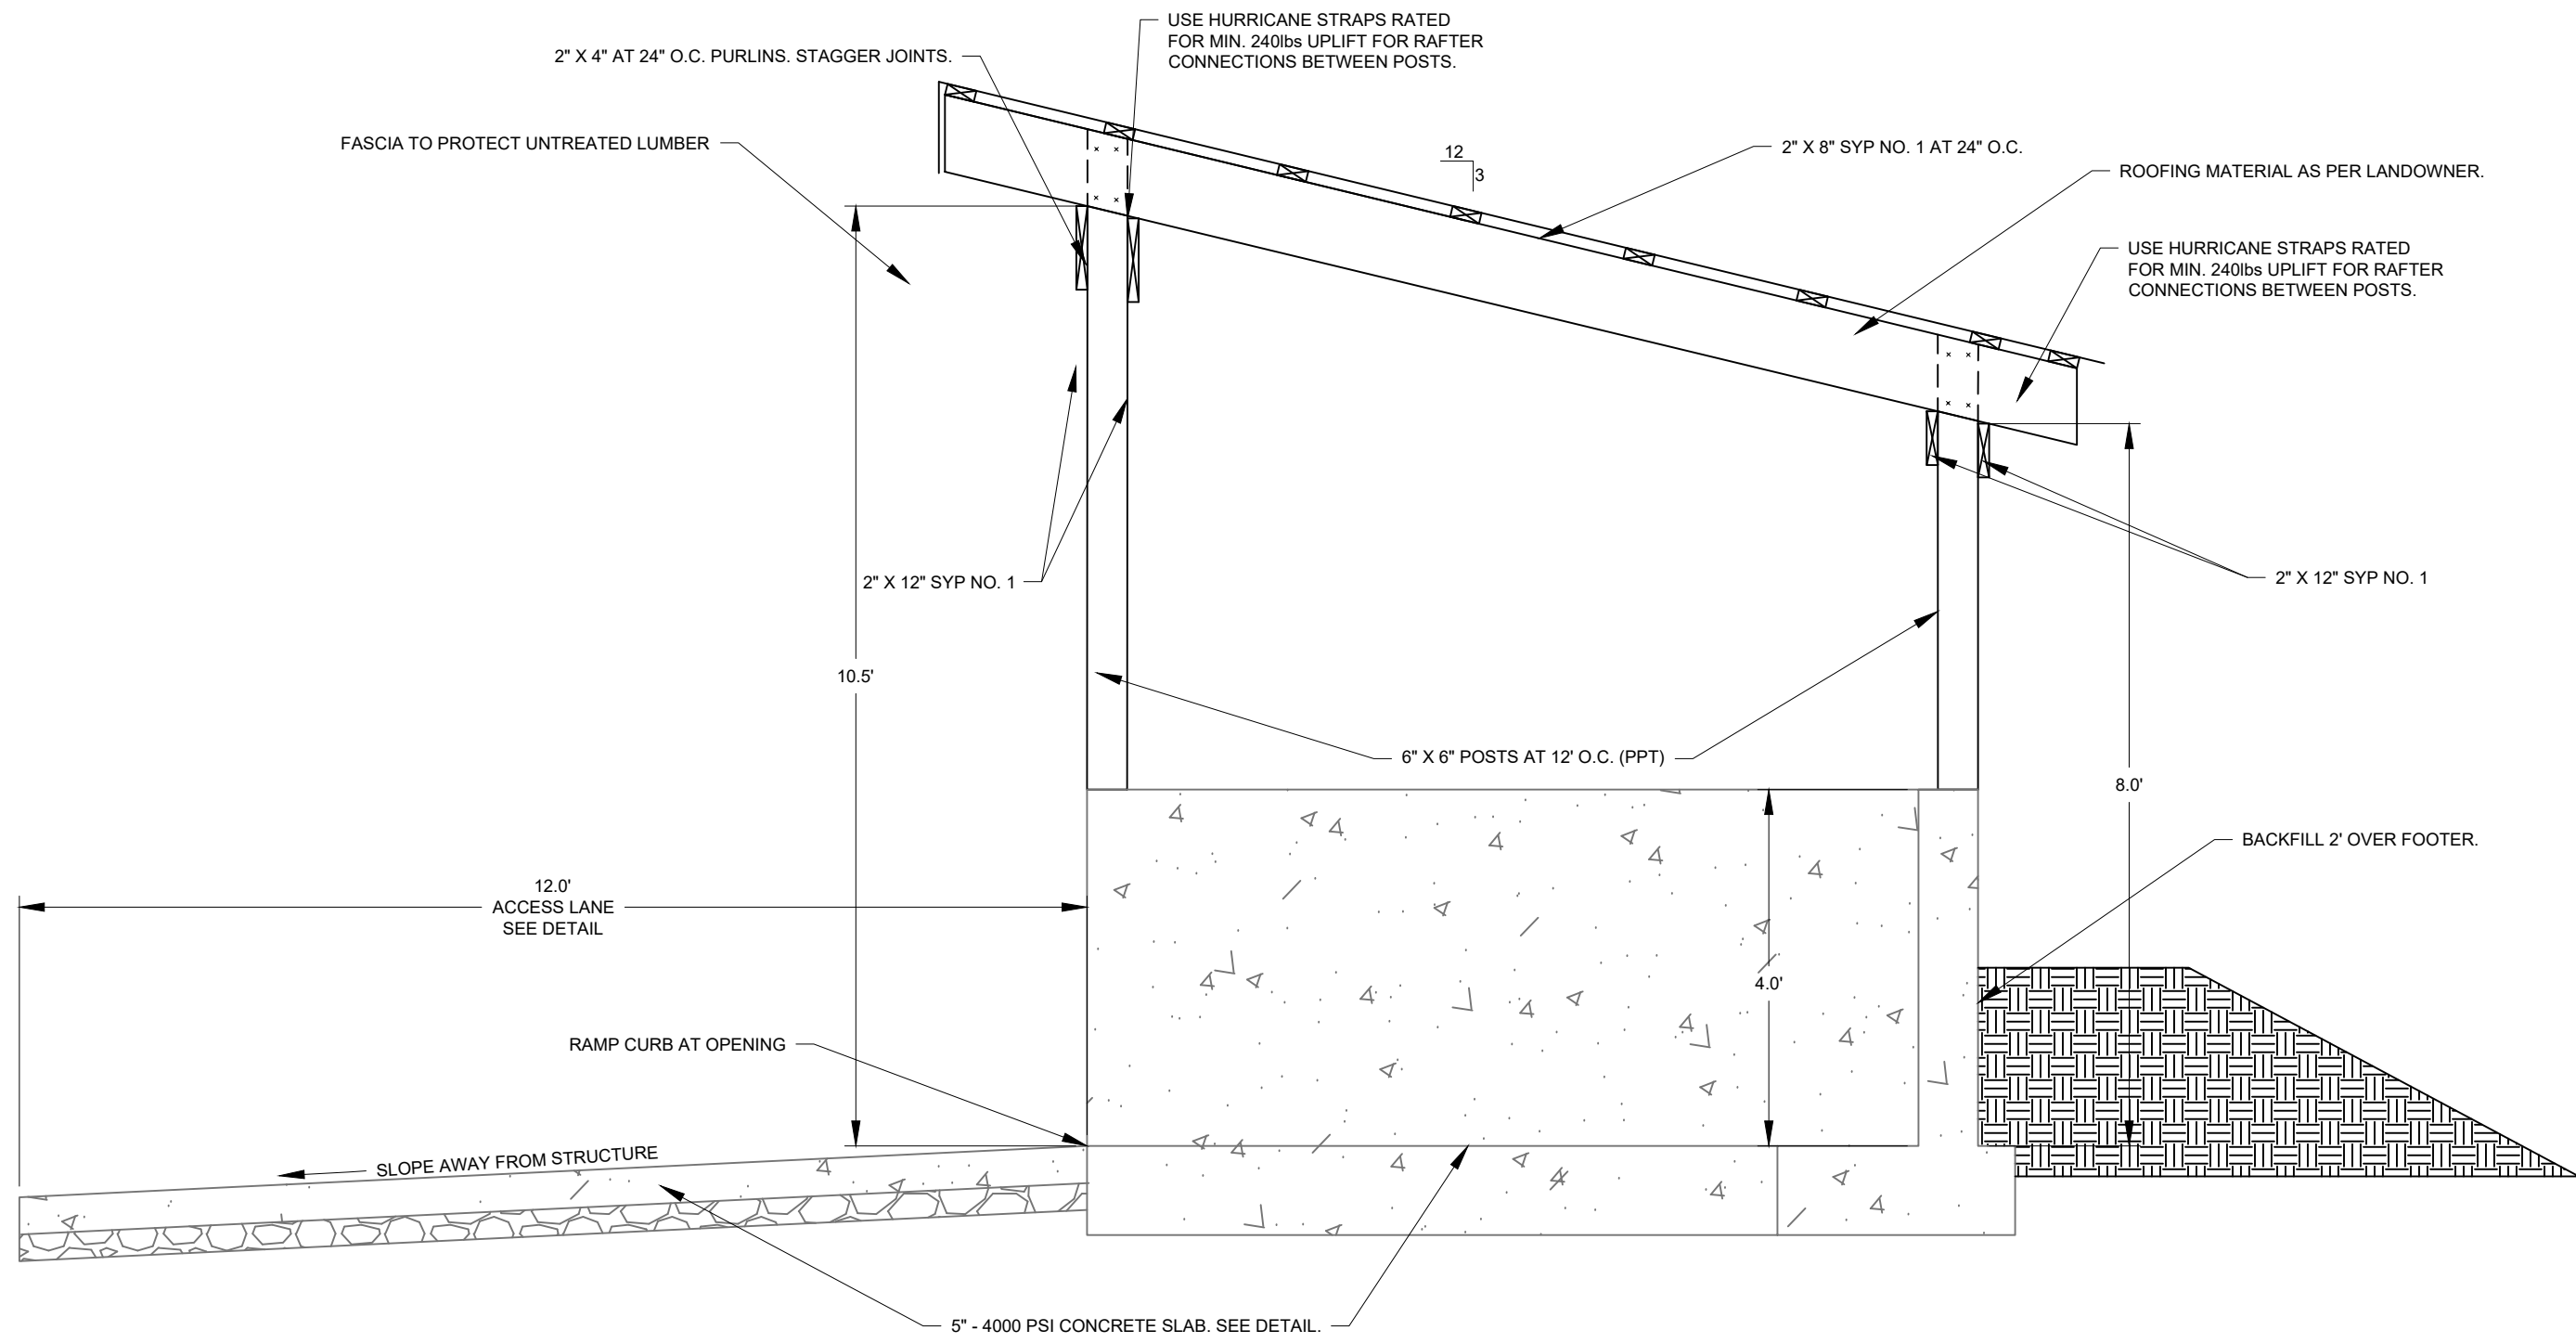 USE HURRICANE STRAPS RATED
FOR MIN. 240lbs UPLIFT FOR RAFTER
CONNECTIONS BETWEEN POSTS.
2" X 4" AT 24" O.C. PURLINS. STAGGER JOINTS.
FASCIA TO PROTECT UNTREATED LUMBER
12
3
2" X 8" SYP NO. 1 AT 24" O.C.
ROOFING MATERIAL AS PER LANDOWNER.
USE HURRICANE STRAPS RATED
FOR MIN. 240lbs UPLIFT FOR RAFTER
CONNECTIONS BETWEEN POSTS.
2" X 12" SYP NO. 1
2" X 12" SYP NO. 1
10.5'
6" X 6" POSTS AT 12' O.C. (PPT)
8.0'
BACKFILL 2' OVER FOOTER.
12.0'
ACCESS LANE
SEE DETAIL
4.0'
RAMP CURB AT OPENING
SLOPE AWAY FROM STRUCTURE
5" - 4000 PSI CONCRETE SLAB. SEE DETAIL.